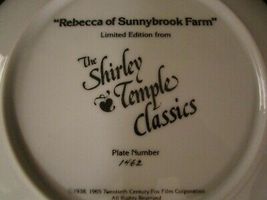 "Rebecca of Sunnybrook Farm"
Limited Edition from
The
Shirley
Temple
Classics
Plate Number
1462
© 1938, 1965 Twentieth Century-Fox Film Corporation
All Rights Reserved